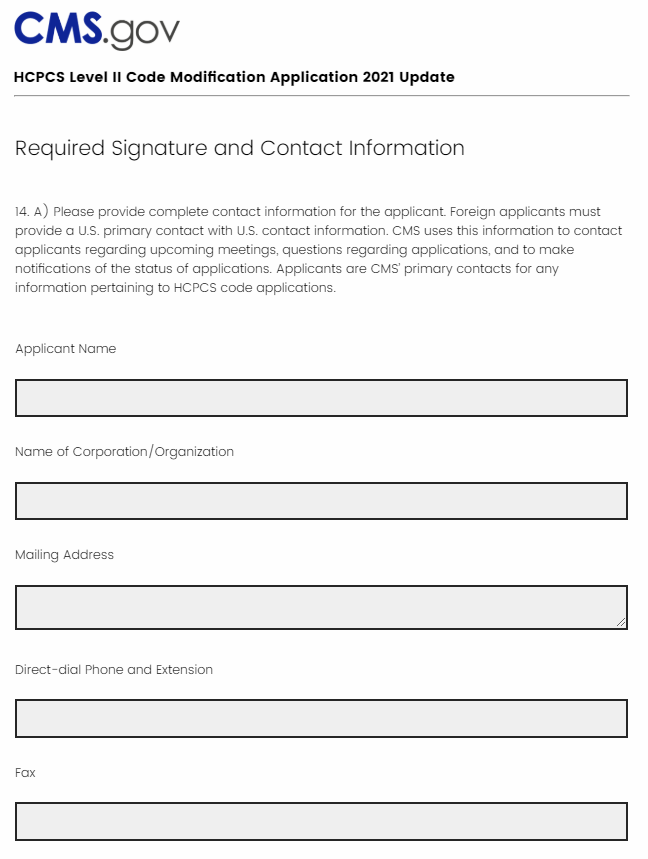 CMS.gov
HCPCS Level II Code Modification Application 2021 Update
Required Signature and Contact Information
14. A) Please provide complete contact information for the applicant. Foreign applicants must
provide a U.S. primary contact with U.S. contact information. CMS uses this information to contact
applicants regarding upcoming meetings, questions regarding applications, and to make
notifications of the status of applications. Applicants are CMS' primary contacts for any
information pertaining to HCPCS code applications.
Applicant Name
Name of Corporation/Organization
Mailing Address
Direct-dial Phone and Extension
Fax